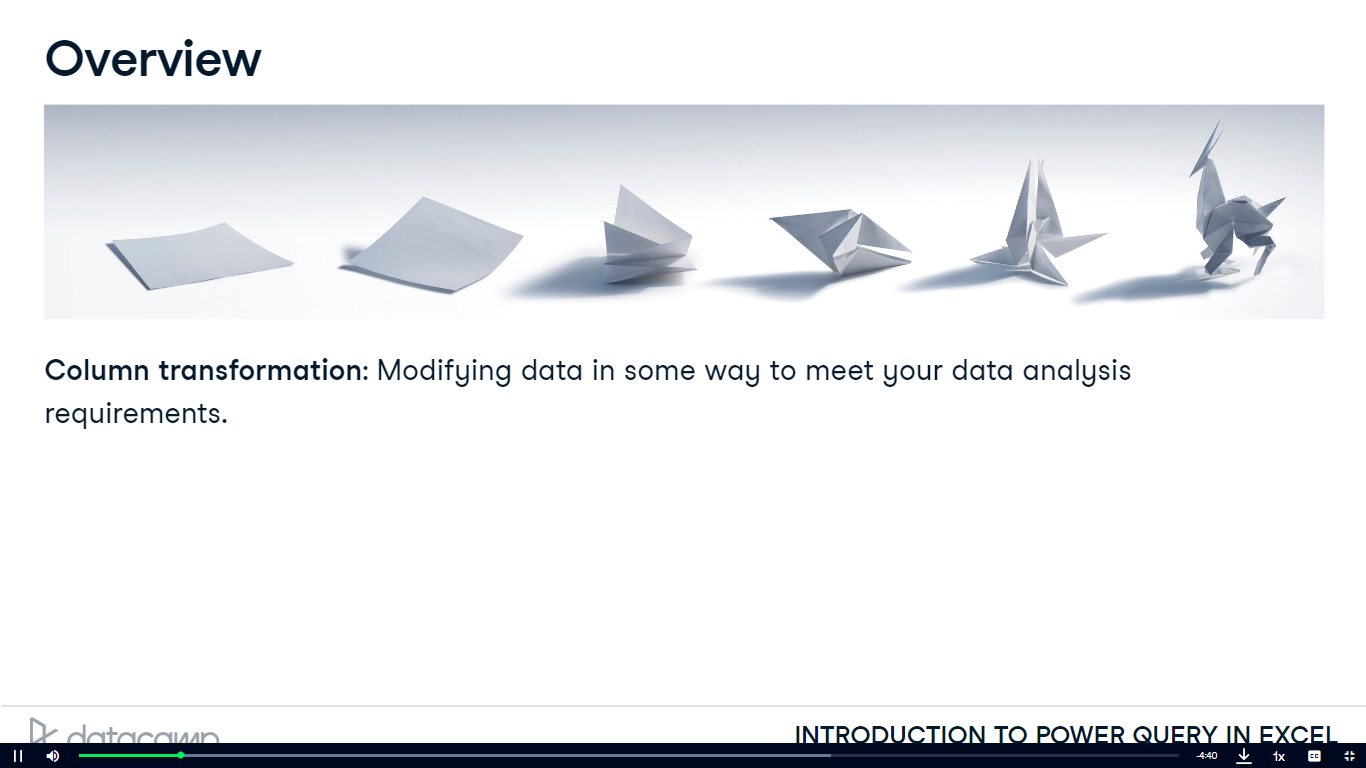 Overview
Column transformation: Modifying data in some way to meet your data analysis
requirements.
datacamp
INTRODUCTION TO POWER QUERY IN EXCEL
-4:40
1x
CC